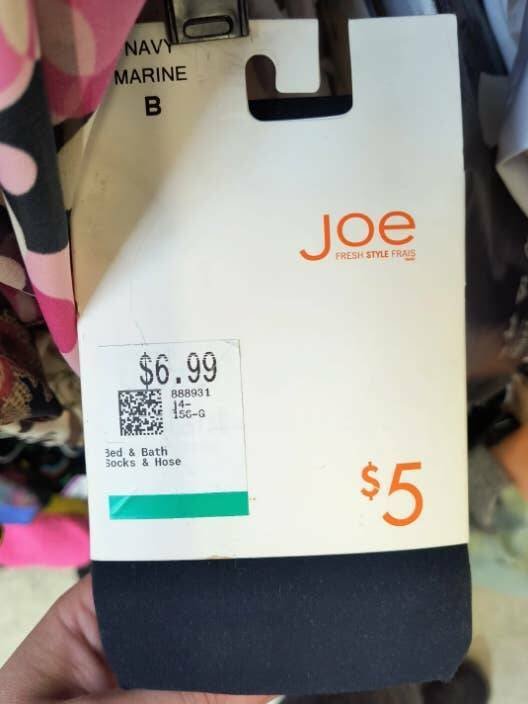 NAVY
MARINE
B
Joe
FRESH STYLE FRAIS
$6.99
888931
14-
156-G
Bed & Bath
Socks & Hose
$5